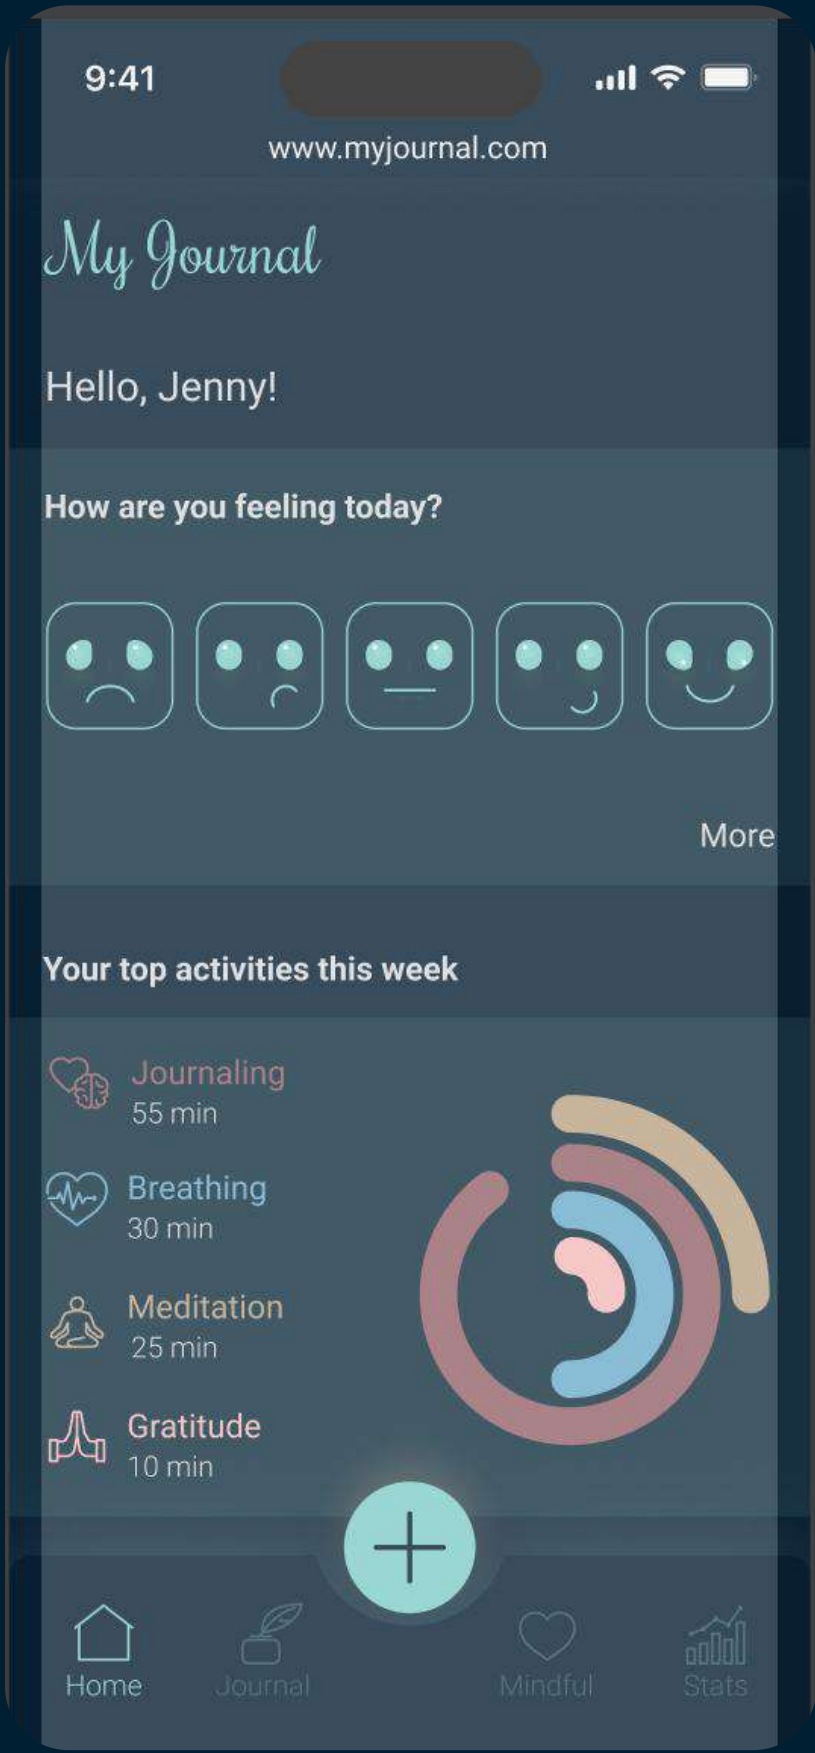 9:41
www.myjournal.com
My Journal
Hello, Jenny!
How are you feeling today?
More
Your top activities this week
Journaling
55 min
Breathing
30 min
Meditation
25 min
Gratitude
10 min
Home
Journal
Mindful
Stats